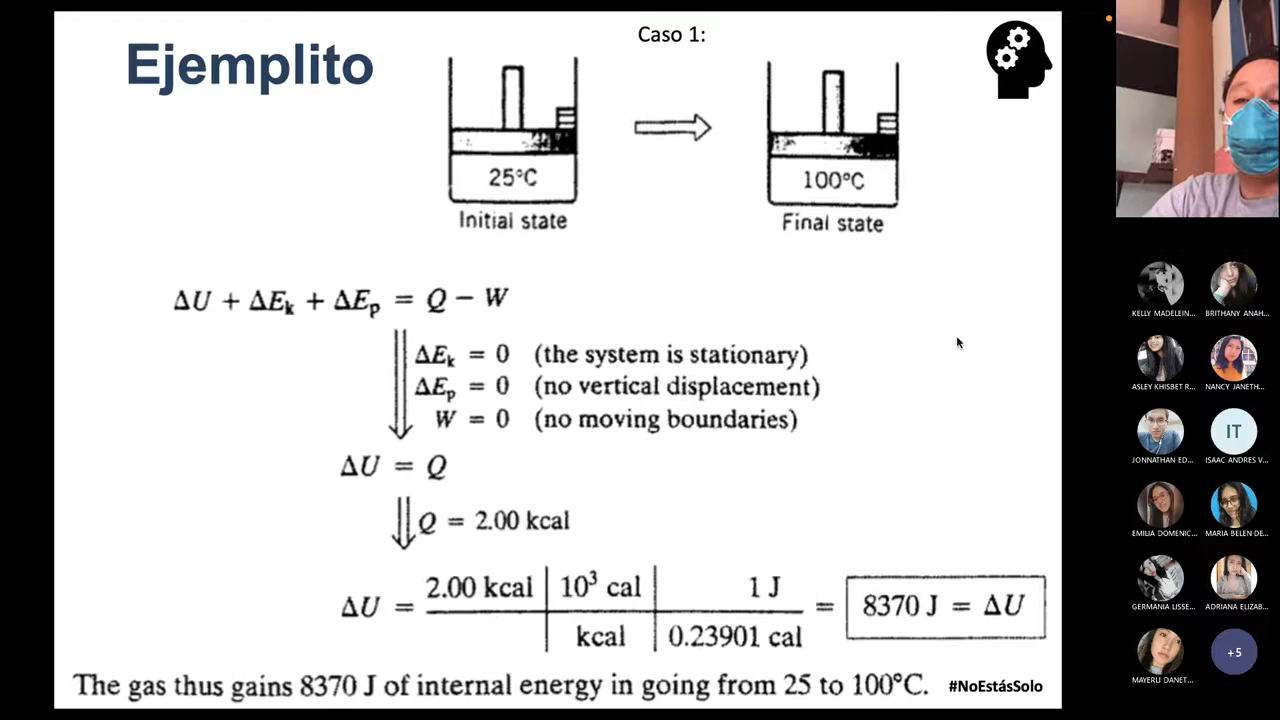 Ejemplito
Caso 1:
25°C
100°C
Initial state
Final state
ΔU + ΔEk + ΔEp = Q − W
ΔEk = 0 (the system is stationary)
ΔEp = 0 (no vertical displacement)
W = 0 (no moving boundaries)
ΔU = Q
Q = 2.00 kcal
ΔU = 2.00 kcal | 10³ cal | 1 J = 8370 J = ΔU
kcal | 0.23901 cal
The gas thus gains 8370 J of internal energy in going from 25 to 100°C.
#NoEstásSolo
KELLY MADELEIN...
BRITHANY ANAH...
ASLEY KHISBET R...
NANCY JANETH...
JONNATHAN ED...
IT
ISAAC ANDRES V...
EMILIA DOMENIC...
MARIA BELEN DE...
GERMANIA LISSE...
ADRIANA ELIZAB...
MAYERLI DANET...
+5